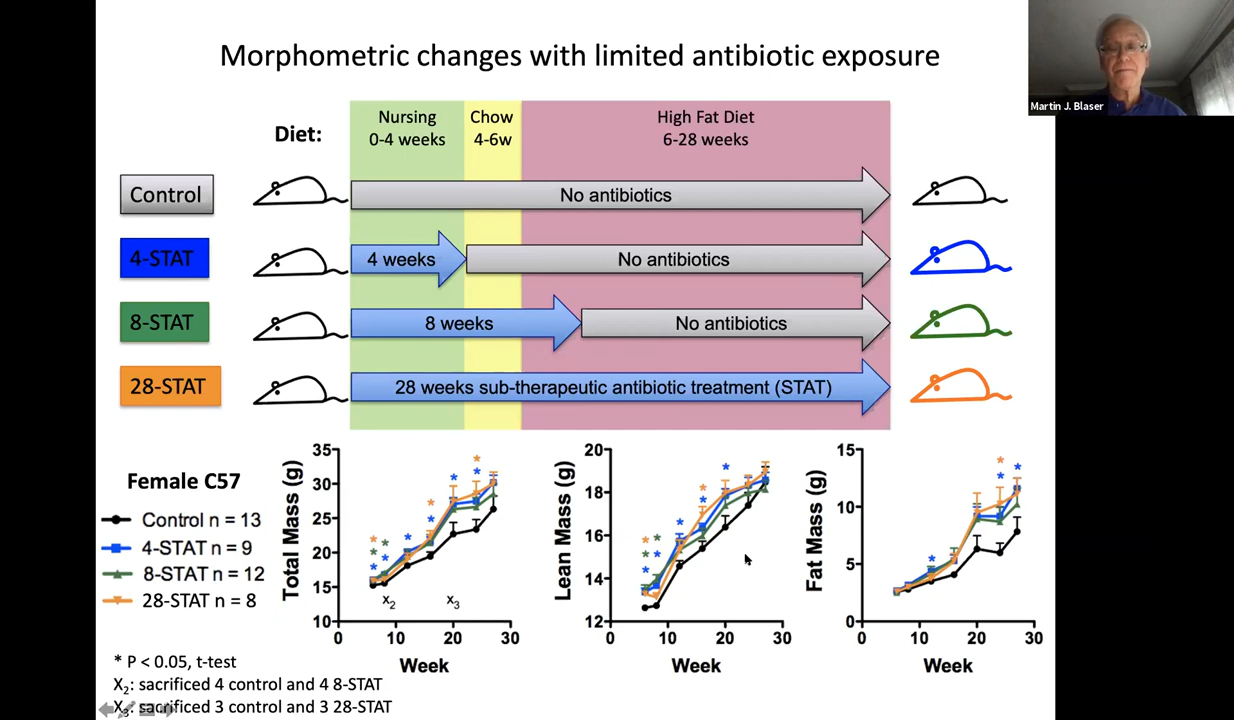 Morphometric changes with limited antibiotic exposure
Martin J. Blaser
Diet:
Nursing
0-4 weeks
Chow
4-6w
High Fat Diet
6-28 weeks
Control
No antibiotics
4-STAT
4 weeks
No antibiotics
8-STAT
8 weeks
No antibiotics
28-STAT
28 weeks sub-therapeutic antibiotic treatment (STAT)
Female C57
Control n = 13
4-STAT n = 9
8-STAT n = 12
28-STAT n = 8
Total Mass (g)
35
30
25
20
15
10
* * * * * * * * * * * *
x₂ x₃
0 10 20 30
Week
Lean Mass (g)
20
18
16
14
12
* * * * * * * * *
0 10 20 30
Week
Fat Mass (g)
15
10
5
0
* * * *
0 10 20 30
Week
* P < 0.05, t-test
X₂: sacrificed 4 control and 4 8-STAT
X₃: sacrificed 3 control and 3 28-STAT